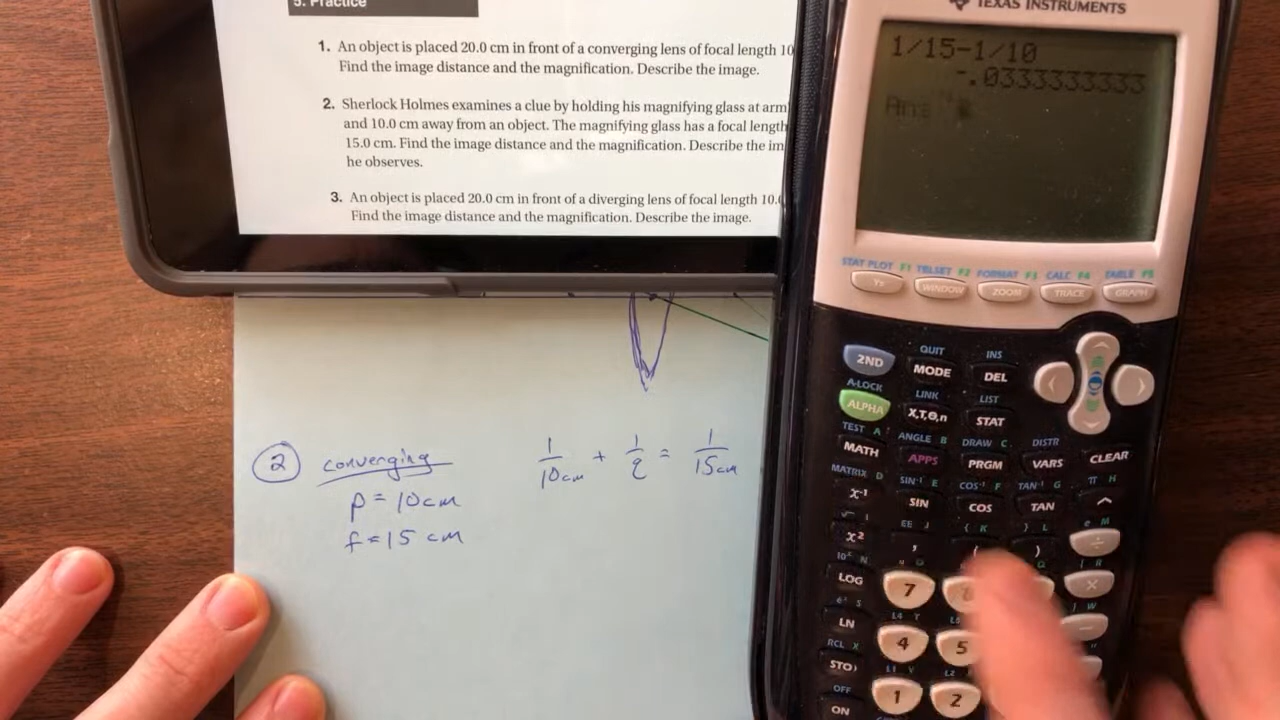 5. Practice
1. An object is placed 20.0 cm in front of a converging lens of focal length 10
Find the image distance and the magnification. Describe the image.
2. Sherlock Holmes examines a clue by holding his magnifying glass at arm
and 10.0 cm away from an object. The magnifying glass has a focal length
15.0 cm. Find the image distance and the magnification. Describe the im
he observes.
3. An object is placed 20.0 cm in front of a diverging lens of focal length 10.
Find the image distance and the magnification. Describe the image.
TEXAS INSTRUMENTS
1/15-1/10
-.0333333333
Ans
STAT PLOT F1 TBLSET F2 FORMAT F3 CALC F4 TABLE F5
Y= WINDOW ZOOM TRACE GRAPH
QUIT INS
2ND MODE DEL
A-LOCK LINK LIST
ALPHA X,T,θ,n STAT
TEST A ANGLE B DRAW C DISTR
MATH APPS PRGM VARS CLEAR
MATRIX D SIN⁻¹ E COS⁻¹ F TAN⁻¹ G π H
x⁻¹ SIN COS TAN ^
√ I EE J { K } L e M
x² , ( ) ÷
10ˣ N
LOG 7 ×
eˣ S L4 T
LN 4 5 −
RCL X L1 Y L2 Z
STO 1 2
OFF
ON
② converging
p = 10cm
f = 15 cm
1/10cm + 1/q = 1/15cm